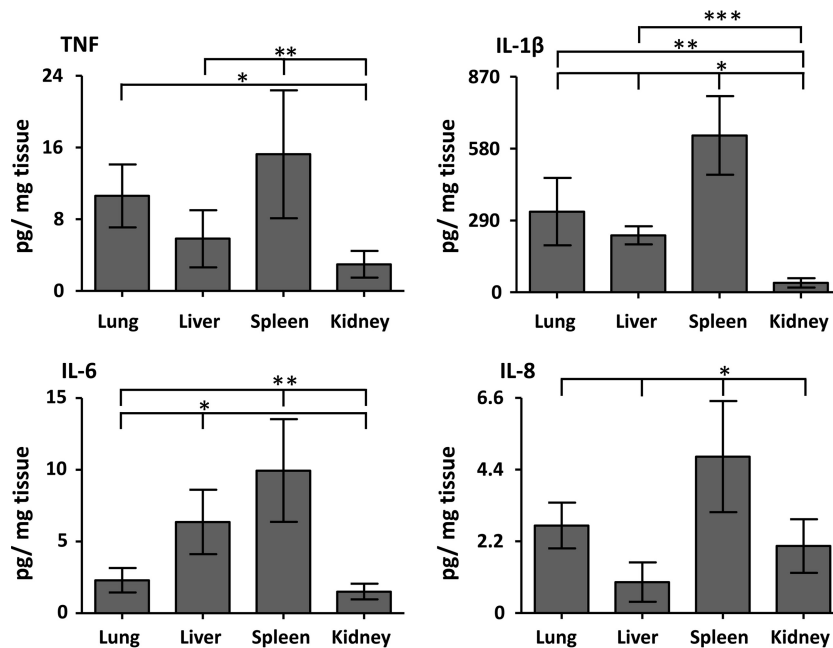 TNF
**
*
24
16
8
0
pg/ mg tissue
Lung Liver Spleen Kidney
IL-1β
***
**
*
870
580
290
0
pg/ mg tissue
Lung Liver Spleen Kidney
IL-6
**
*
15
10
5
0
pg/ mg tissue
Lung Liver Spleen Kidney
IL-8
*
6.6
4.4
2.2
0
pg/ mg tissue
Lung Liver Spleen Kidney